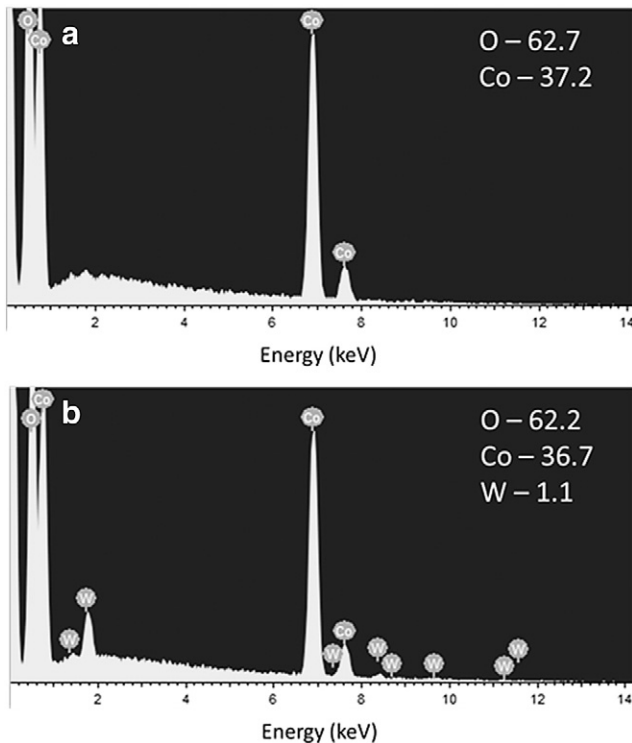 O Co a Co O – 62.7
Co – 37.2
Co
2 4 6 8 10 12 14
Energy (keV)
Co b O Co O – 62.2
Co – 36.7
W – 1.1
W W W Co W W W W W
2 4 6 8 10 12 14
Energy (keV)